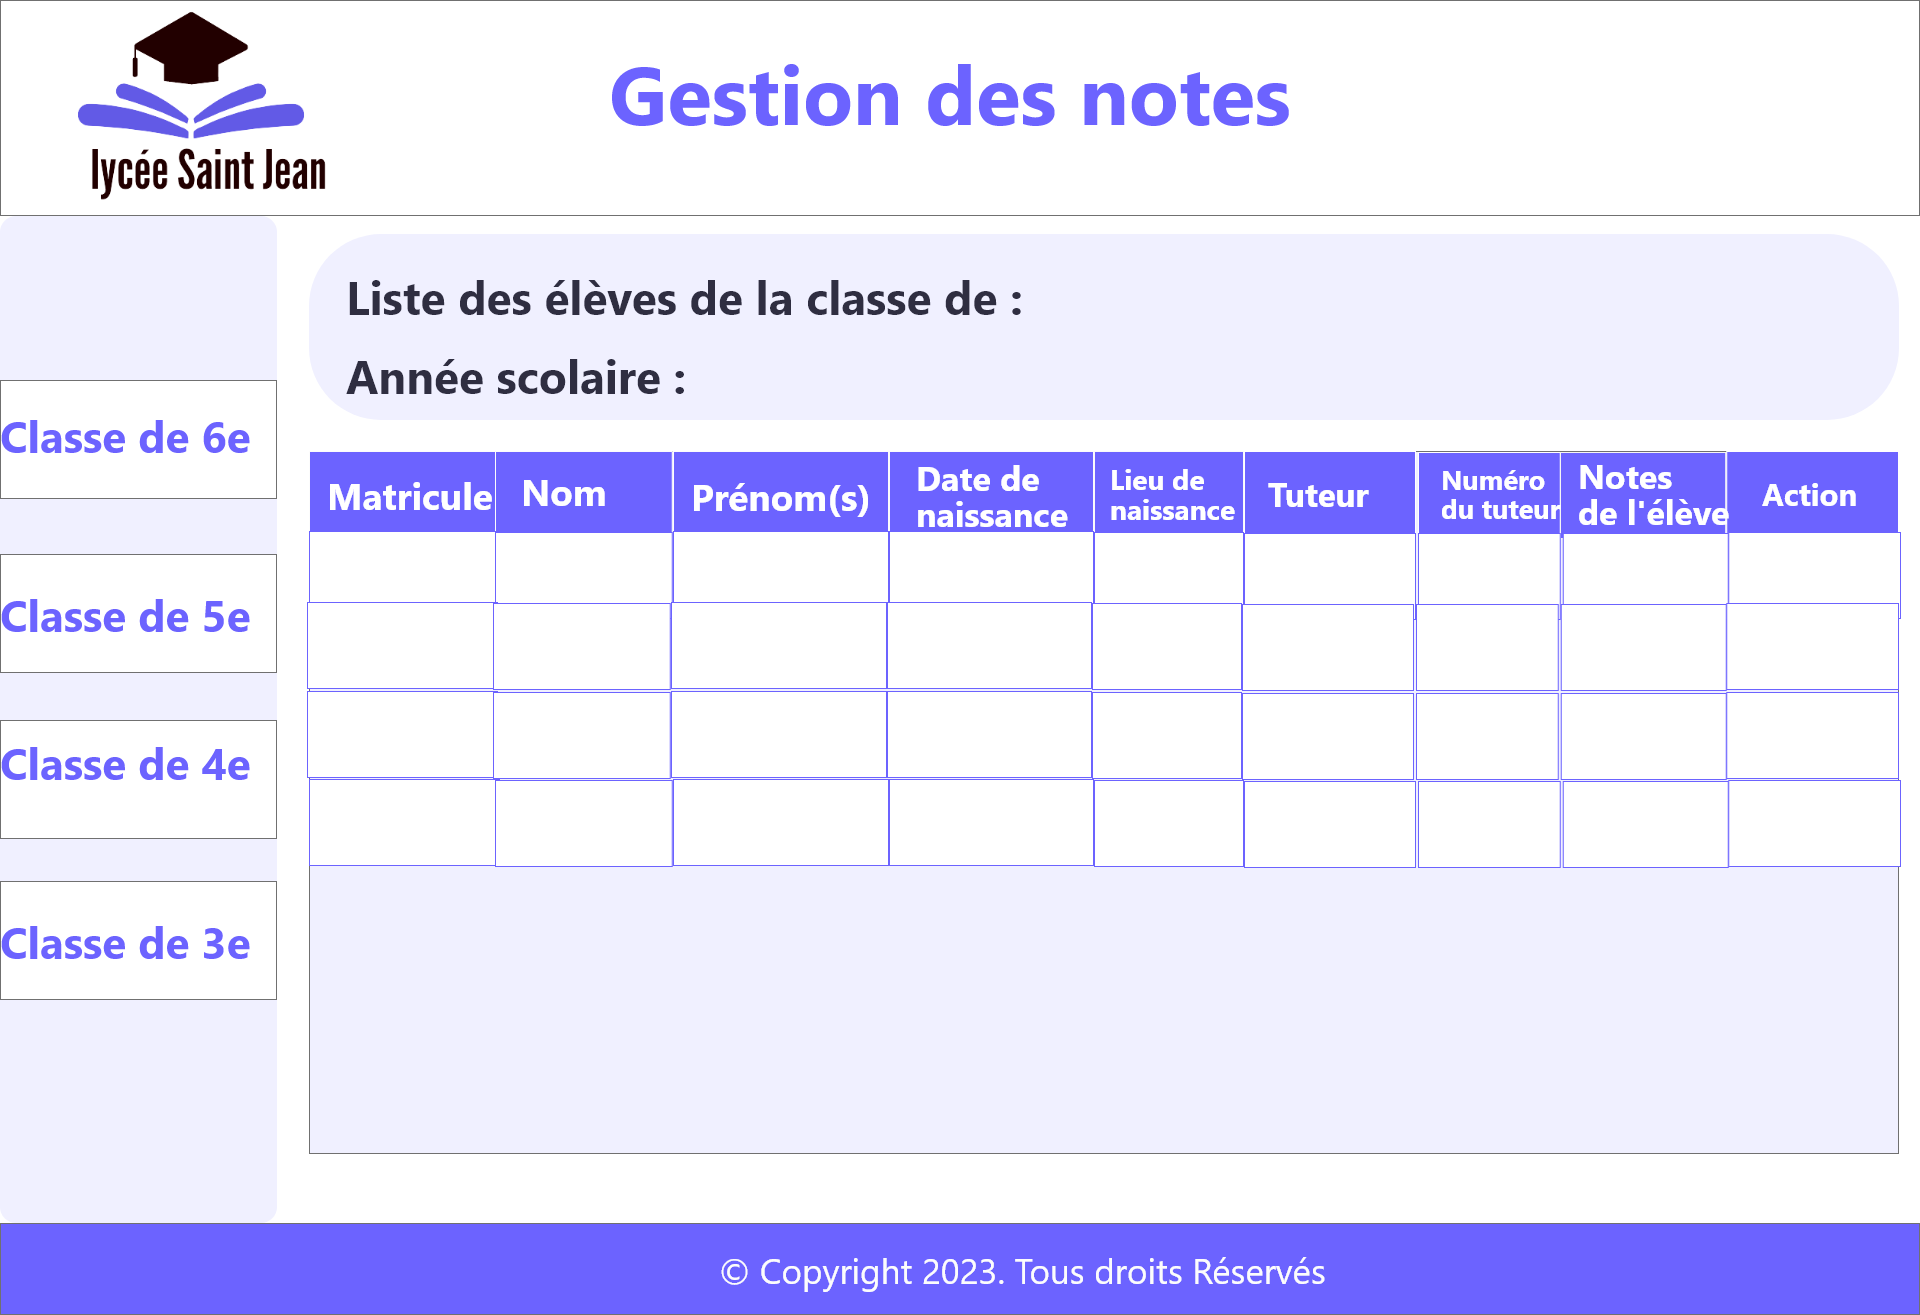 lycée Saint Jean
Gestion des notes
Classe de 6e
Classe de 5e
Classe de 4e
Classe de 3e
Liste des élèves de la classe de :
Année scolaire :
Matricule
Nom
Prénom(s)
Date de
naissance
Lieu de
naissance
Tuteur
Numéro
du tuteur
Notes
de l'élève
Action
© Copyright 2023. Tous droits Réservés